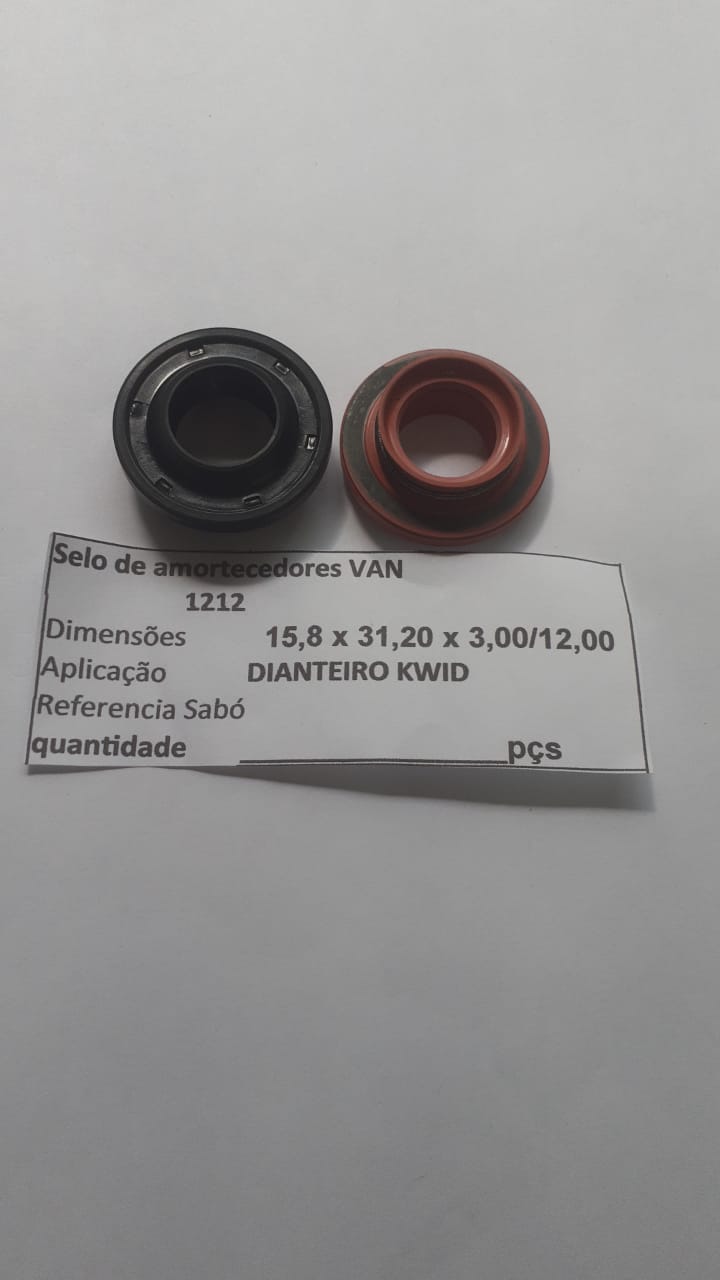 Selo de amortecedores VAN
1212
Dimensões 15,8 x 31,20 x 3,00/12,00
Aplicação DIANTEIRO KWID
Referencia Sabó
quantidade ____________________pçs